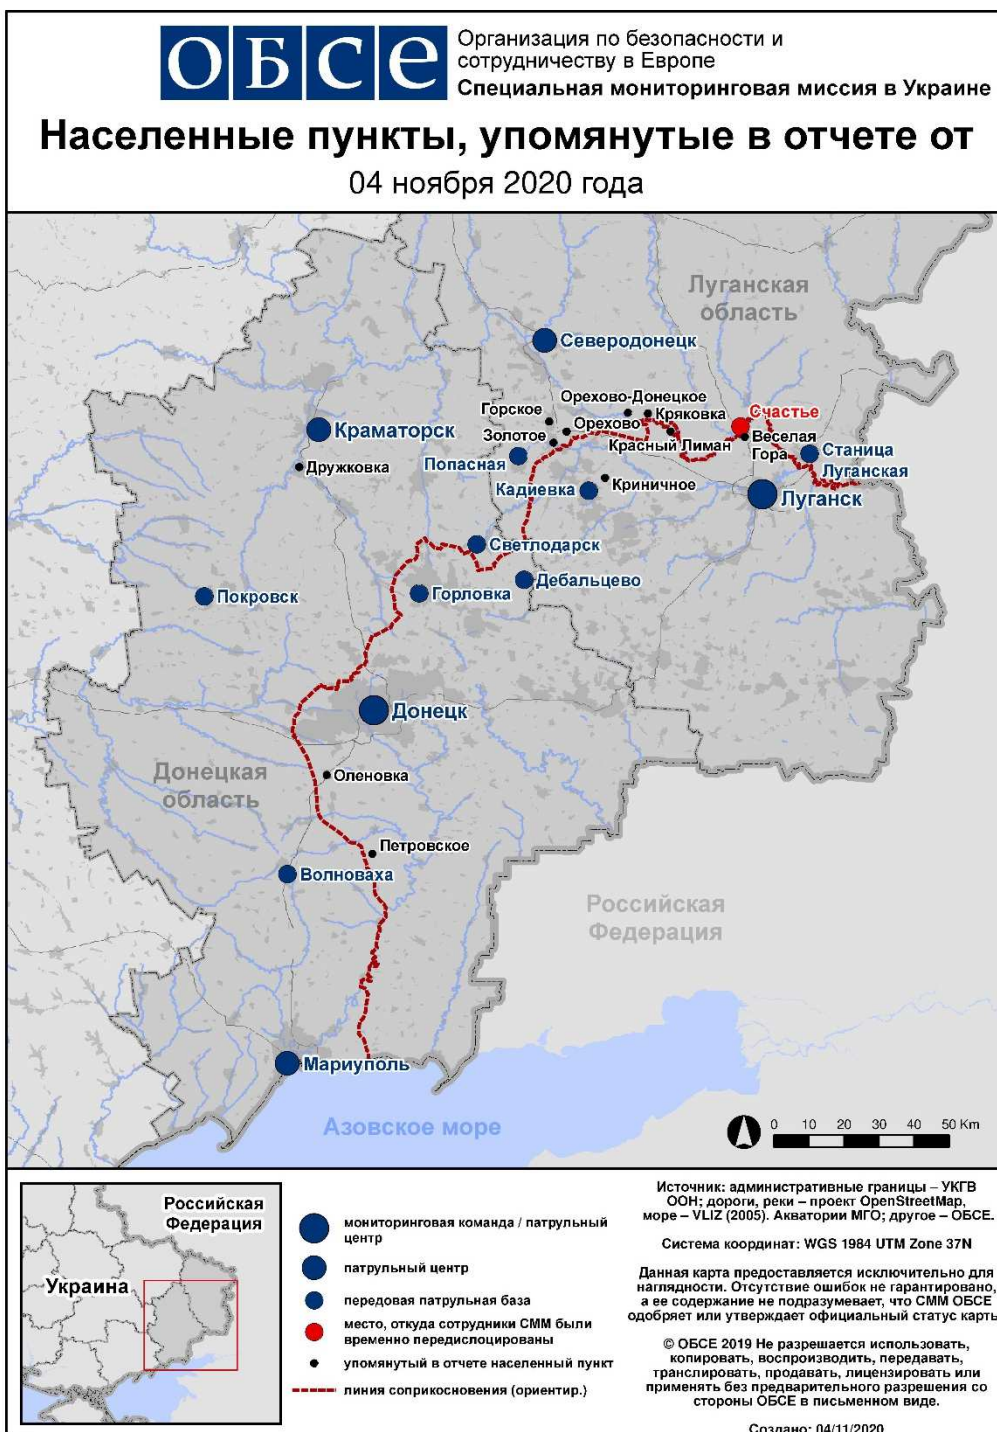 ОБСЕ
Организация по безопасности и
сотрудничеству в Европе
Специальная мониторинговая миссия в Украине
Населенные пункты, упомянутые в отчете от
04 ноября 2020 года
Луганская
область
Северодонецк
Орехово-Донецкое
Горское
Кряковка
Счастье
Краматорск
Золотое
Орехово
Красный Лиман
Веселая
Гора
Станица
Луганская
Попасная
Дружковка
Кадиевка
Криничное
Луганск
Светлодарск
Дебальцево
Покровск
Горловка
Донецк
Донецкая
область
Оленовка
Петровское
Волноваха
Российская
Федерация
Мариуполь
Азовское море
0 10 20 30 40 50 Km
Российская
Федерация
Украина
мониторинговая команда / патрульный
центр
патрульный центр
передовая патрульная база
место, откуда сотрудники СММ были
временно передислоцированы
упомянутый в отчете населенный пункт
линия соприкосновения (ориентир.)
Источник: административные границы – УКГВ
ООН; дороги, реки – проект OpenStreetMap,
море – VLIZ (2005). Акватории МГО; другое – ОБСЕ.
Система координат: WGS 1984 UTM Zone 37N
Данная карта предоставляется исключительно для
наглядности. Отсутствие ошибок не гарантировано,
а ее содержание не подразумевает, что СММ ОБСЕ
одобряет или утверждает официальный статус карты.
© ОБСЕ 2019 Не разрешается использовать,
копировать, воспроизводить, передавать,
транслировать, продавать, лицензировать или
применять без предварительного разрешения со
стороны ОБСЕ в письменном виде.
Создано: 04/11/2020